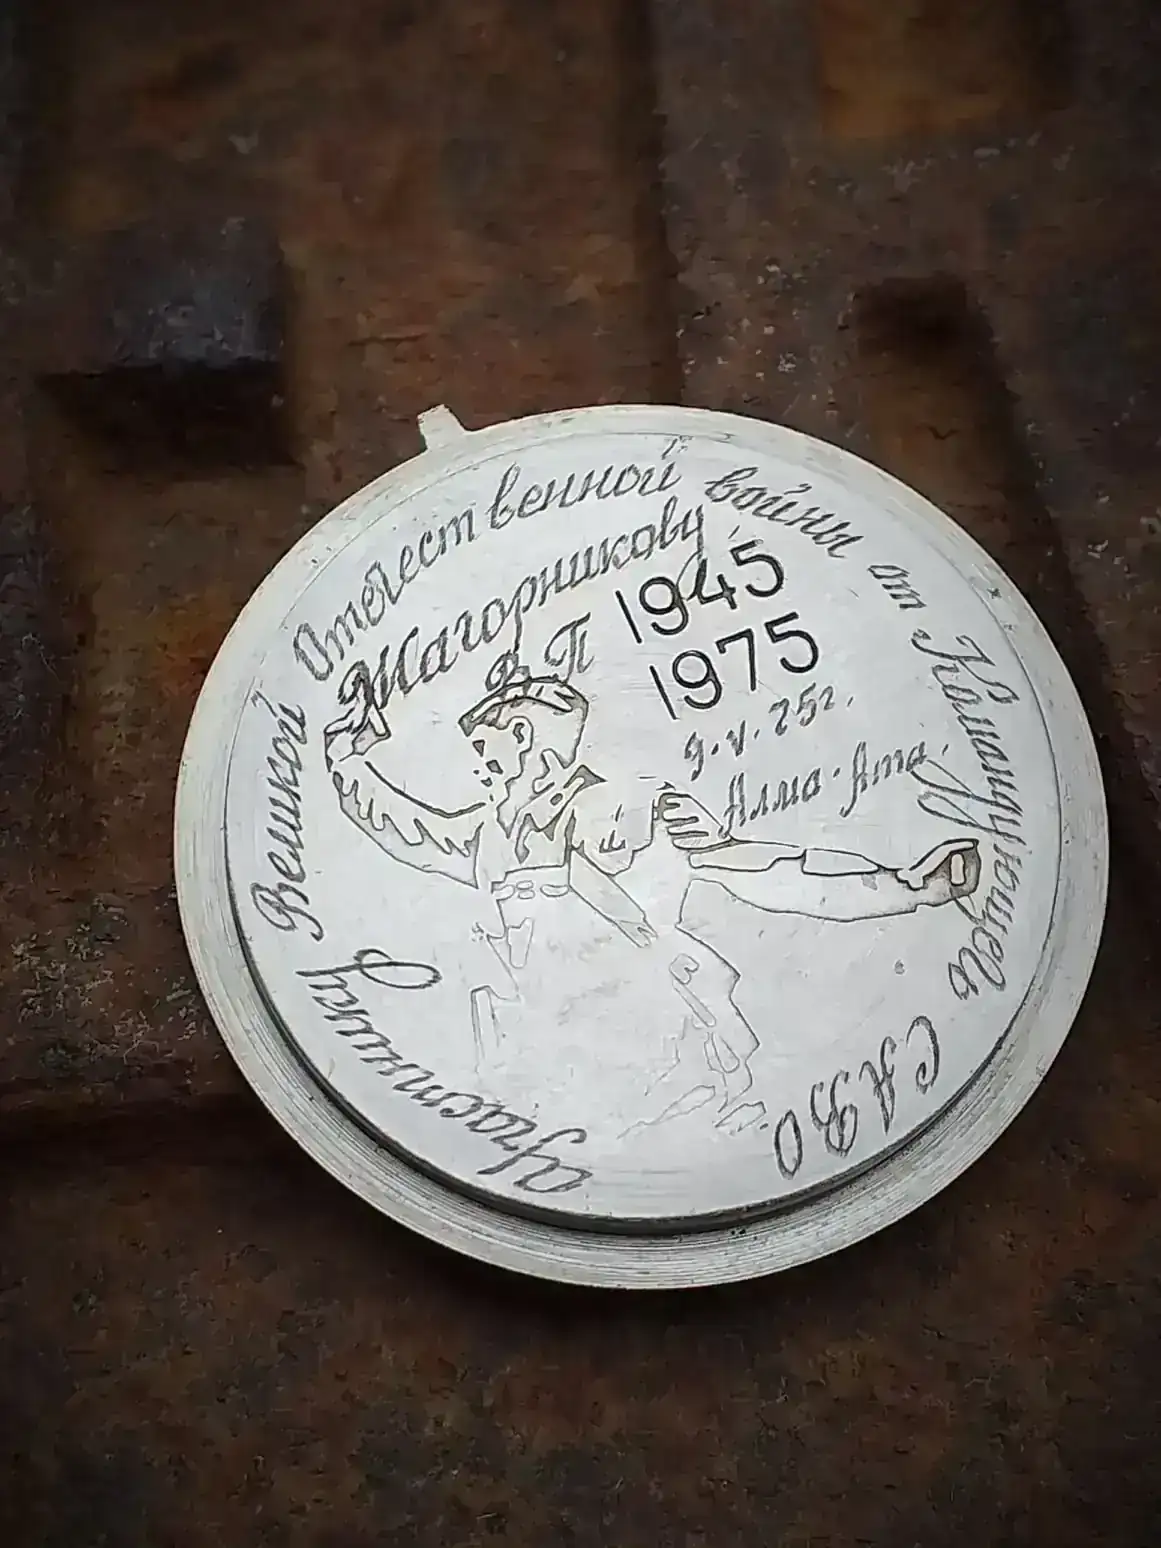 Участнику Великой Отечественной войны от Командующего САВО
Жагорникову
В. П
1945
1975
9.V.75г.
Алма-Ата.